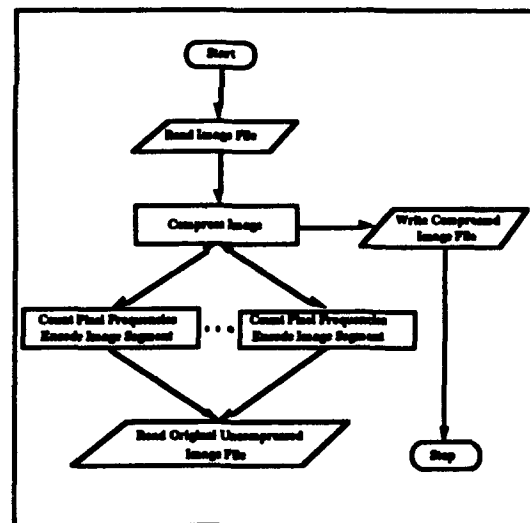 Start
Read Image File
Compress Image
Write Compressed
Image File
Count Pixel Frequencies
Encode Image Segment
Count Pixel Frequencies
Encode Image Segment
Read Original Uncompressed
Image File
Stop